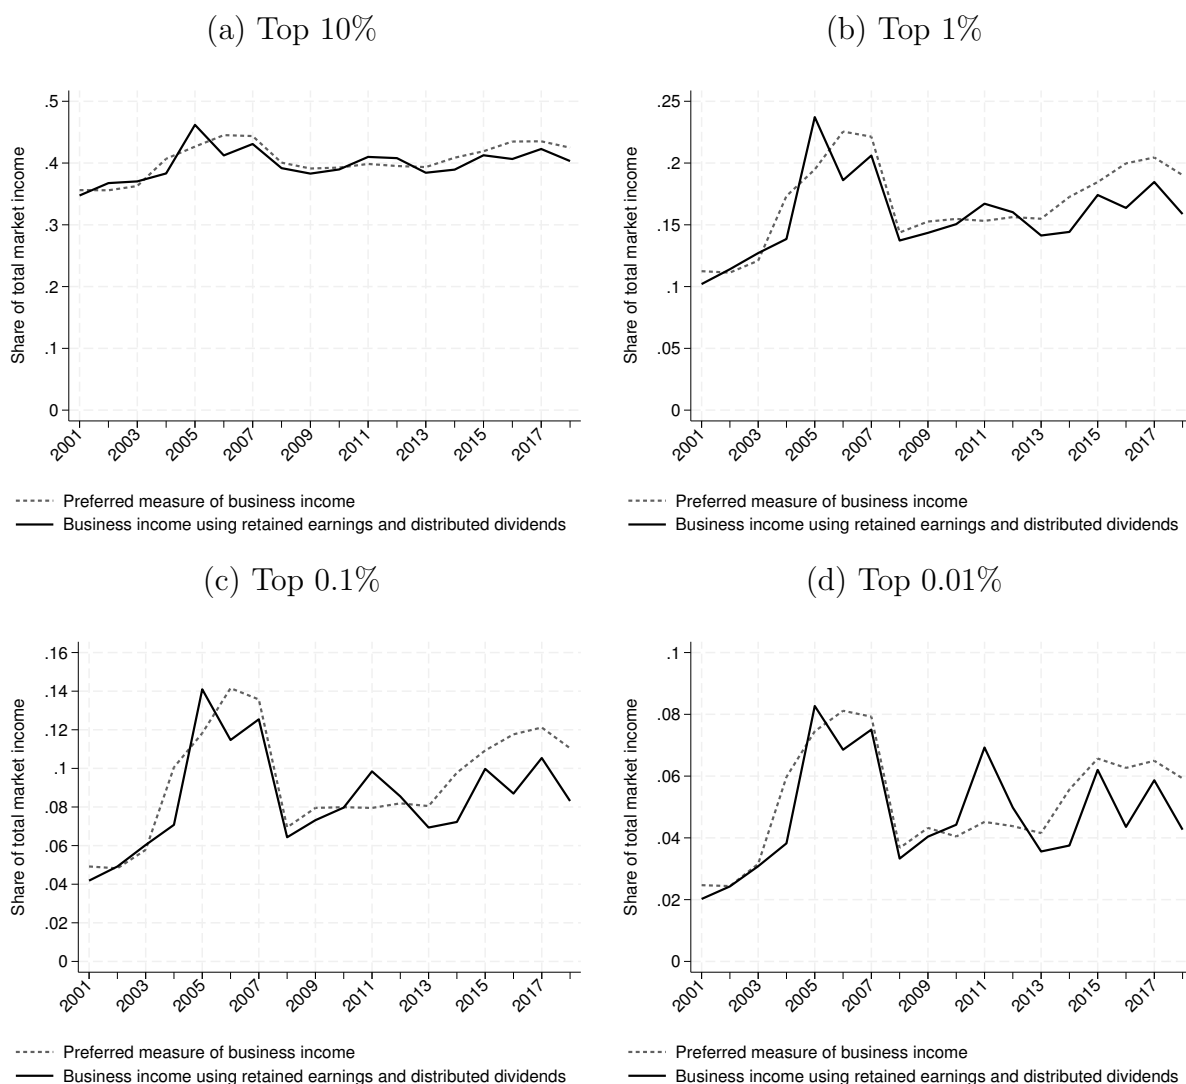 (a) Top 10%
Share of total market income
.5
.4
.3
.2
.1
0
2001 2003 2005 2007 2009 2011 2013 2015 2017
Preferred measure of business income
Business income using retained earnings and distributed dividends
(b) Top 1%
Share of total market income
.25
.2
.15
.1
.05
0
2001 2003 2005 2007 2009 2011 2013 2015 2017
Preferred measure of business income
Business income using retained earnings and distributed dividends
(c) Top 0.1%
Share of total market income
.16
.14
.12
.1
.08
.06
.04
.02
0
2001 2003 2005 2007 2009 2011 2013 2015 2017
Preferred measure of business income
Business income using retained earnings and distributed dividends
(d) Top 0.01%
Share of total market income
.1
.08
.06
.04
.02
0
2001 2003 2005 2007 2009 2011 2013 2015 2017
Preferred measure of business income
Business income using retained earnings and distributed dividends